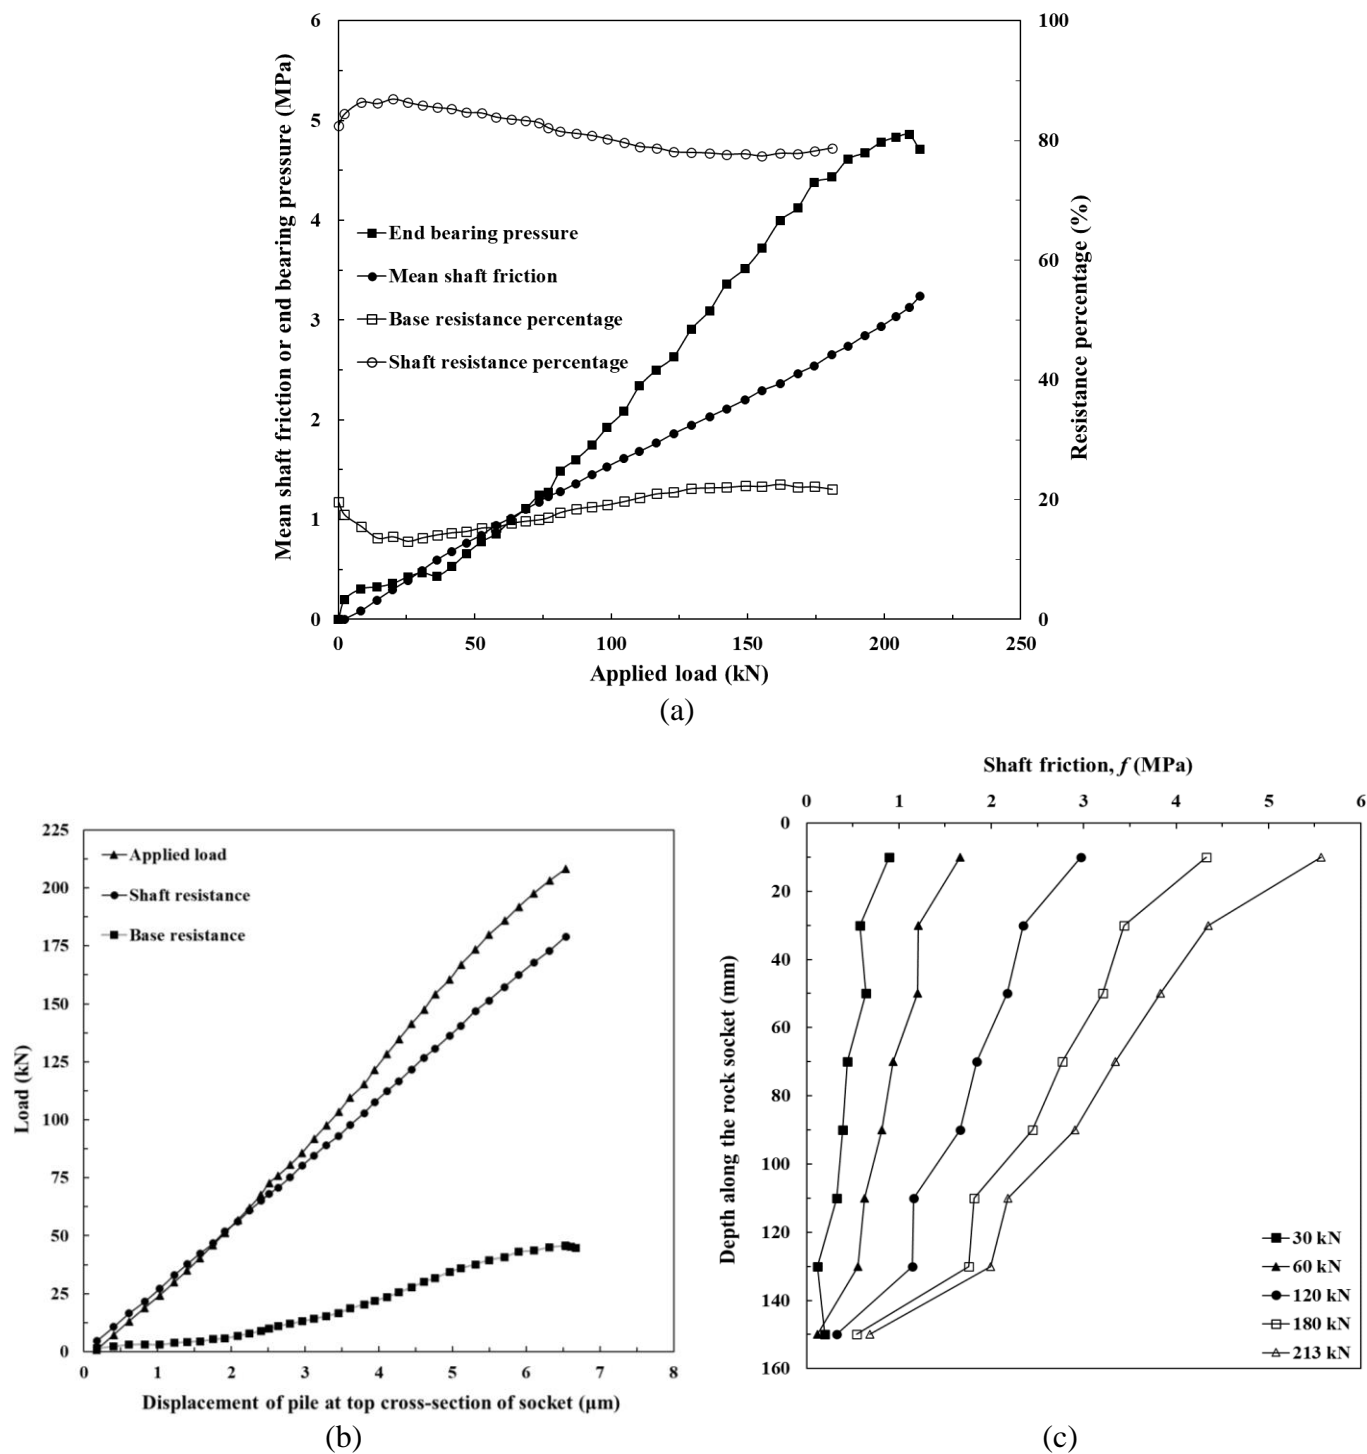 6
5
4
3
2
1
0
Mean shaft friction or end bearing pressure (MPa)
100
80
60
40
20
0
Resistance percentage (%)
End bearing pressure
Mean shaft friction
Base resistance percentage
Shaft resistance percentage
0 50 100 150 200 250
Applied load (kN)
(a)
225
200
175
150
125
100
75
50
25
0
Load (kN)
Applied load
Shaft resistance
Base resistance
0 1 2 3 4 5 6 7 8
Displacement of pile at top cross-section of socket (µm)
(b)
Shaft friction, f (MPa)
0 1 2 3 4 5 6
0
20
40
60
80
100
120
140
160
Depth along the rock socket (mm)
30 kN
60 kN
120 kN
180 kN
213 kN
(c)